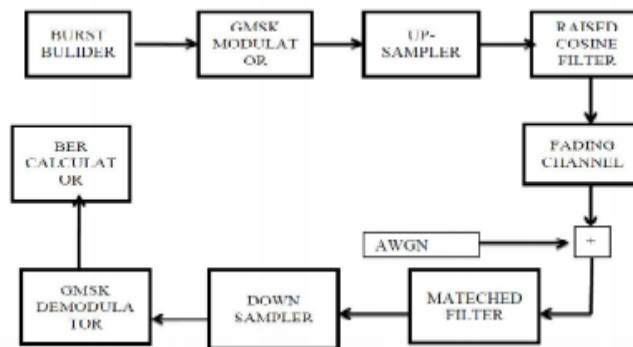 BURST
BULIDER
GMSK
MODULAT
OR
UP-
SAMPLER
RAISED
COSINE
FILTER
FADING
CHANNEL
+
AWGN
MATECHED
FILTER
DOWN
SAMPLER
GMSK
DEMODULA
TOR
BER
CALCULAT
OR